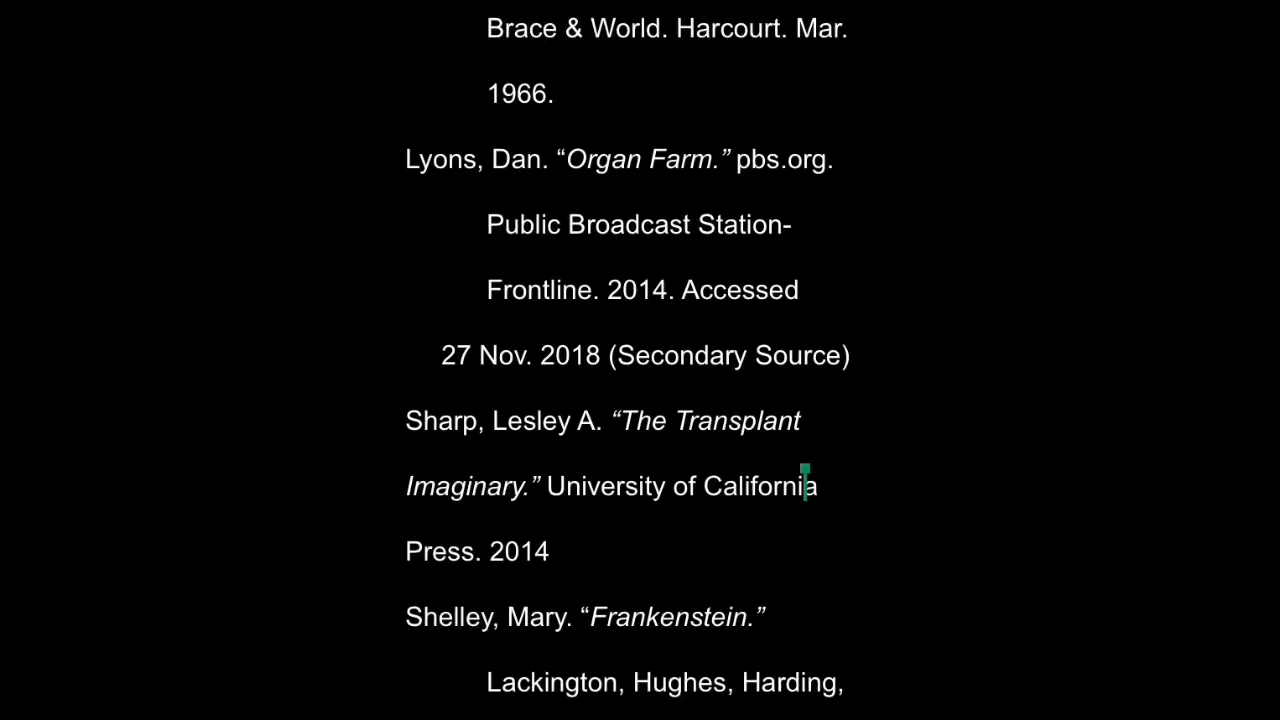 Brace & World. Harcourt. Mar.
1966.
Lyons, Dan. “Organ Farm.” pbs.org.
Public Broadcast Station-
Frontline. 2014. Accessed
27 Nov. 2018 (Secondary Source)
Sharp, Lesley A. “The Transplant
Imaginary.” University of California
Press. 2014
Shelley, Mary. “Frankenstein.”
Lackington, Hughes, Harding,